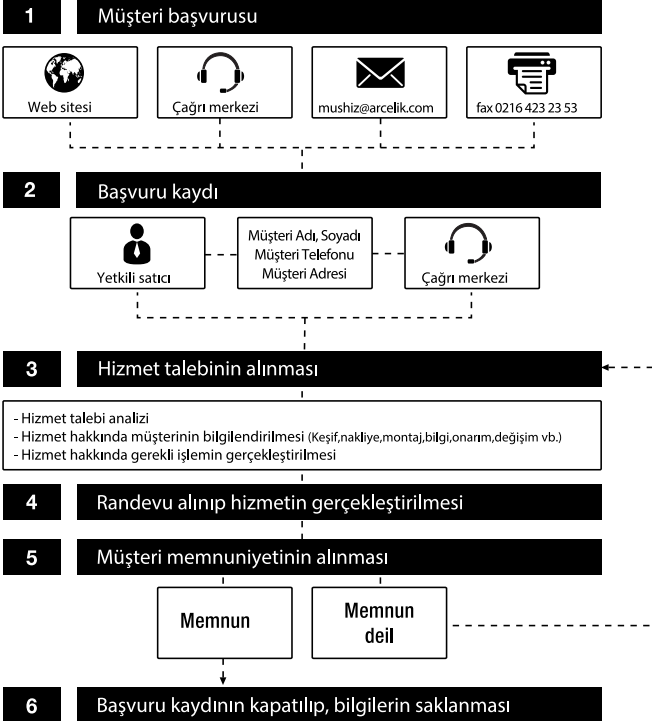 1 Müşteri başvurusu
Web sitesi
Çağrı merkezi
mushiz@arcelik.com
fax 0216 423 23 53
2 Başvuru kaydı
Yetkili satıcı
Müşteri Adı, Soyadı
Müşteri Telefonu
Müşteri Adresi
Çağrı merkezi
3 Hizmet talebinin alınması
- Hizmet talebi analizi
- Hizmet hakkında müşterinin bilgilendirilmesi (Keşif,nakliye,montaj,bilgi,onarım,değişim vb.)
- Hizmet hakkında gerekli işlemin gerçekleştirilmesi
4 Randevu alınıp hizmetin gerçekleştirilmesi
5 Müşteri memnuniyetinin alınması
Memnun
Memnun
deil
6 Başvuru kaydının kapatılıp, bilgilerin saklanması